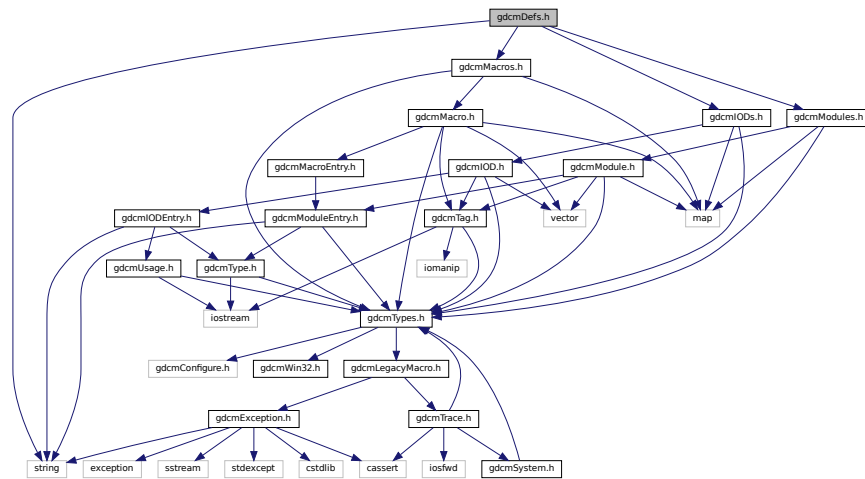 gdcmDefs.h
gdcmMacros.h
gdcmMacro.h
gdcmIODs.h
gdcmModules.h
gdcmMacroEntry.h
gdcmIOD.h
gdcmModule.h
gdcmIODEntry.h
gdcmModuleEntry.h
gdcmTag.h
vector
map
gdcmUsage.h
gdcmType.h
iomanip
iostream
gdcmTypes.h
gdcmConfigure.h
gdcmWin32.h
gdcmLegacyMacro.h
gdcmException.h
gdcmTrace.h
string
exception
sstream
stdexcept
cstdlib
cassert
iosfwd
gdcmSystem.h